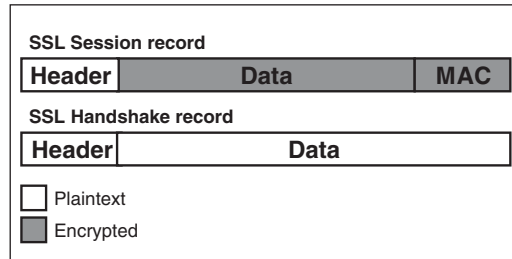 SSL Session record
Header Data MAC
SSL Handshake record
Header Data
Plaintext
Encrypted